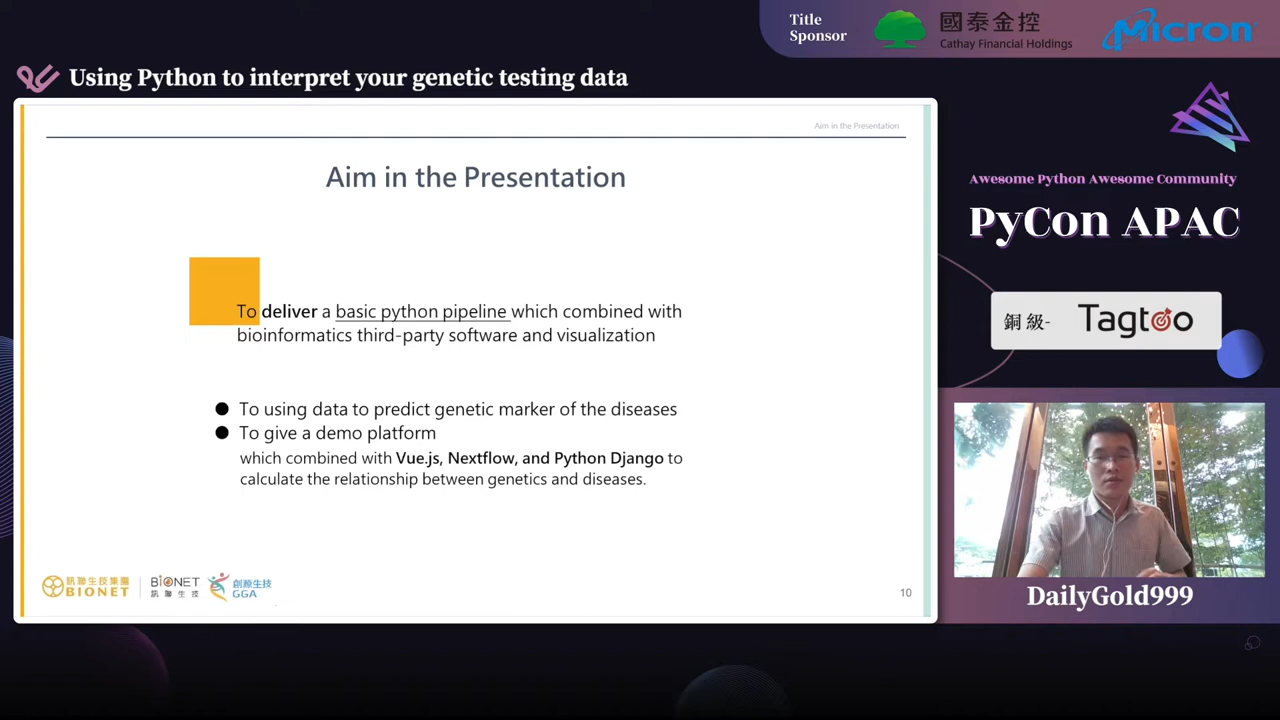 Title
Sponsor
國泰金控
Cathay Financial Holdings
Micron
Using Python to interpret your genetic testing data
Aim in the Presentation
Aim in the Presentation
To deliver a basic python pipeline which combined with
bioinformatics third-party software and visualization
To using data to predict genetic marker of the diseases
To give a demo platform
which combined with Vue.js, Nextflow, and Python Django to
calculate the relationship between genetics and diseases.
訊聯生技集團
BIONET
BIONET
訊聯生技
創源生技
GGA
10
Awesome Python Awesome Community
PyCon APAC
銅級-
Tagtoo
DailyGold999